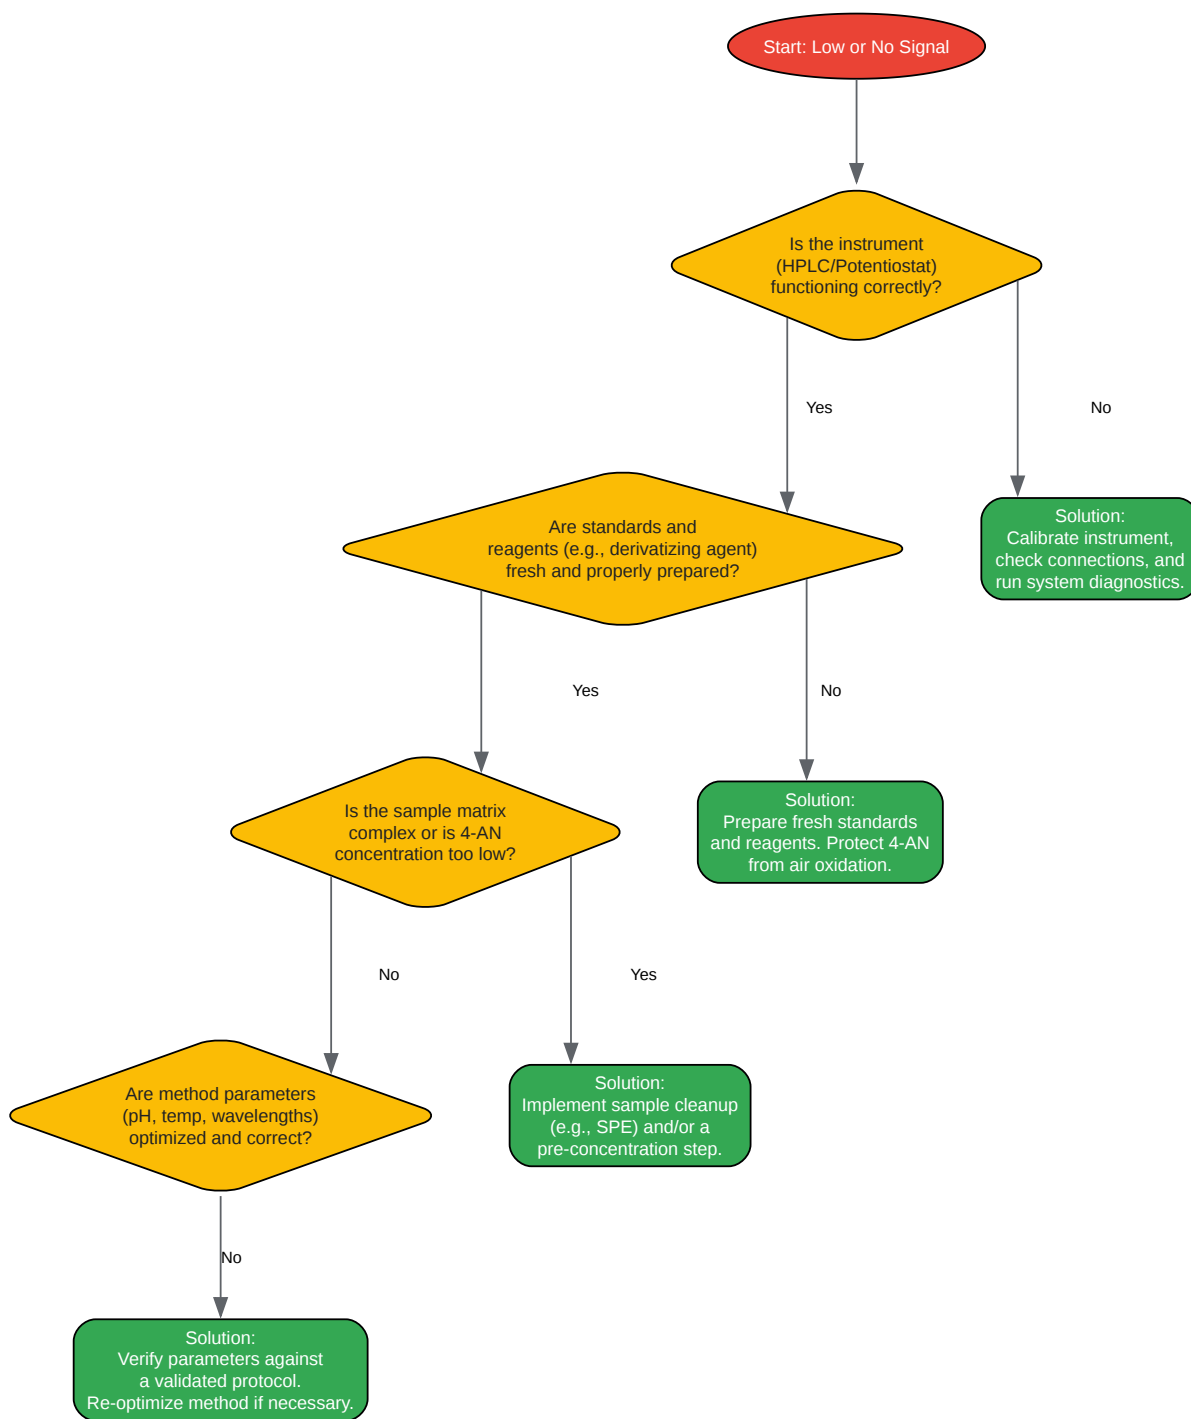 Start: Low or No Signal
Is the instrument
(HPLC/Potentiostat)
functioning correctly?
Yes
No
Are standards and
reagents (e.g., derivatizing agent)
fresh and properly prepared?
Solution:
Calibrate instrument,
check connections, and
run system diagnostics.
Yes
No
Is the sample matrix
complex or is 4-AN
concentration too low?
Solution:
Prepare fresh standards
and reagents. Protect 4-AN
from air oxidation.
No
Yes
Are method parameters
(pH, temp, wavelengths)
optimized and correct?
Solution:
Implement sample cleanup
(e.g., SPE) and/or a
pre-concentration step.
No
Solution:
Verify parameters against
a validated protocol.
Re-optimize method if necessary.